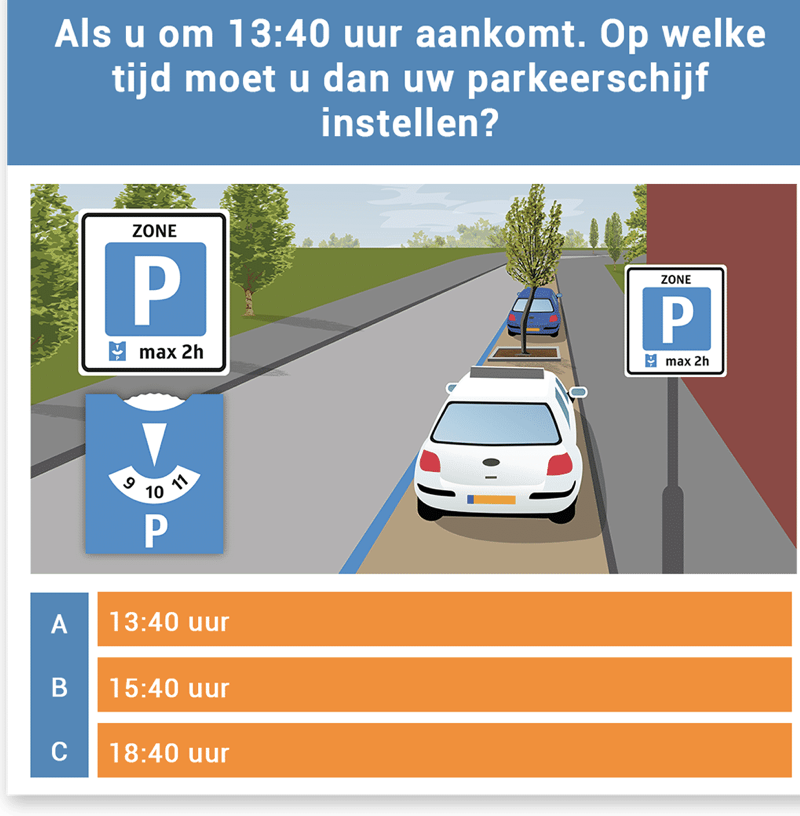 Als u om 13:40 uur aankomt. Op welke
tijd moet u dan uw parkeerschijf
instellen?
ZONE
P
max 2h
ZONE
P
max 2h
9 10 11
P
A 13:40 uur
B 15:40 uur
C 18:40 uur